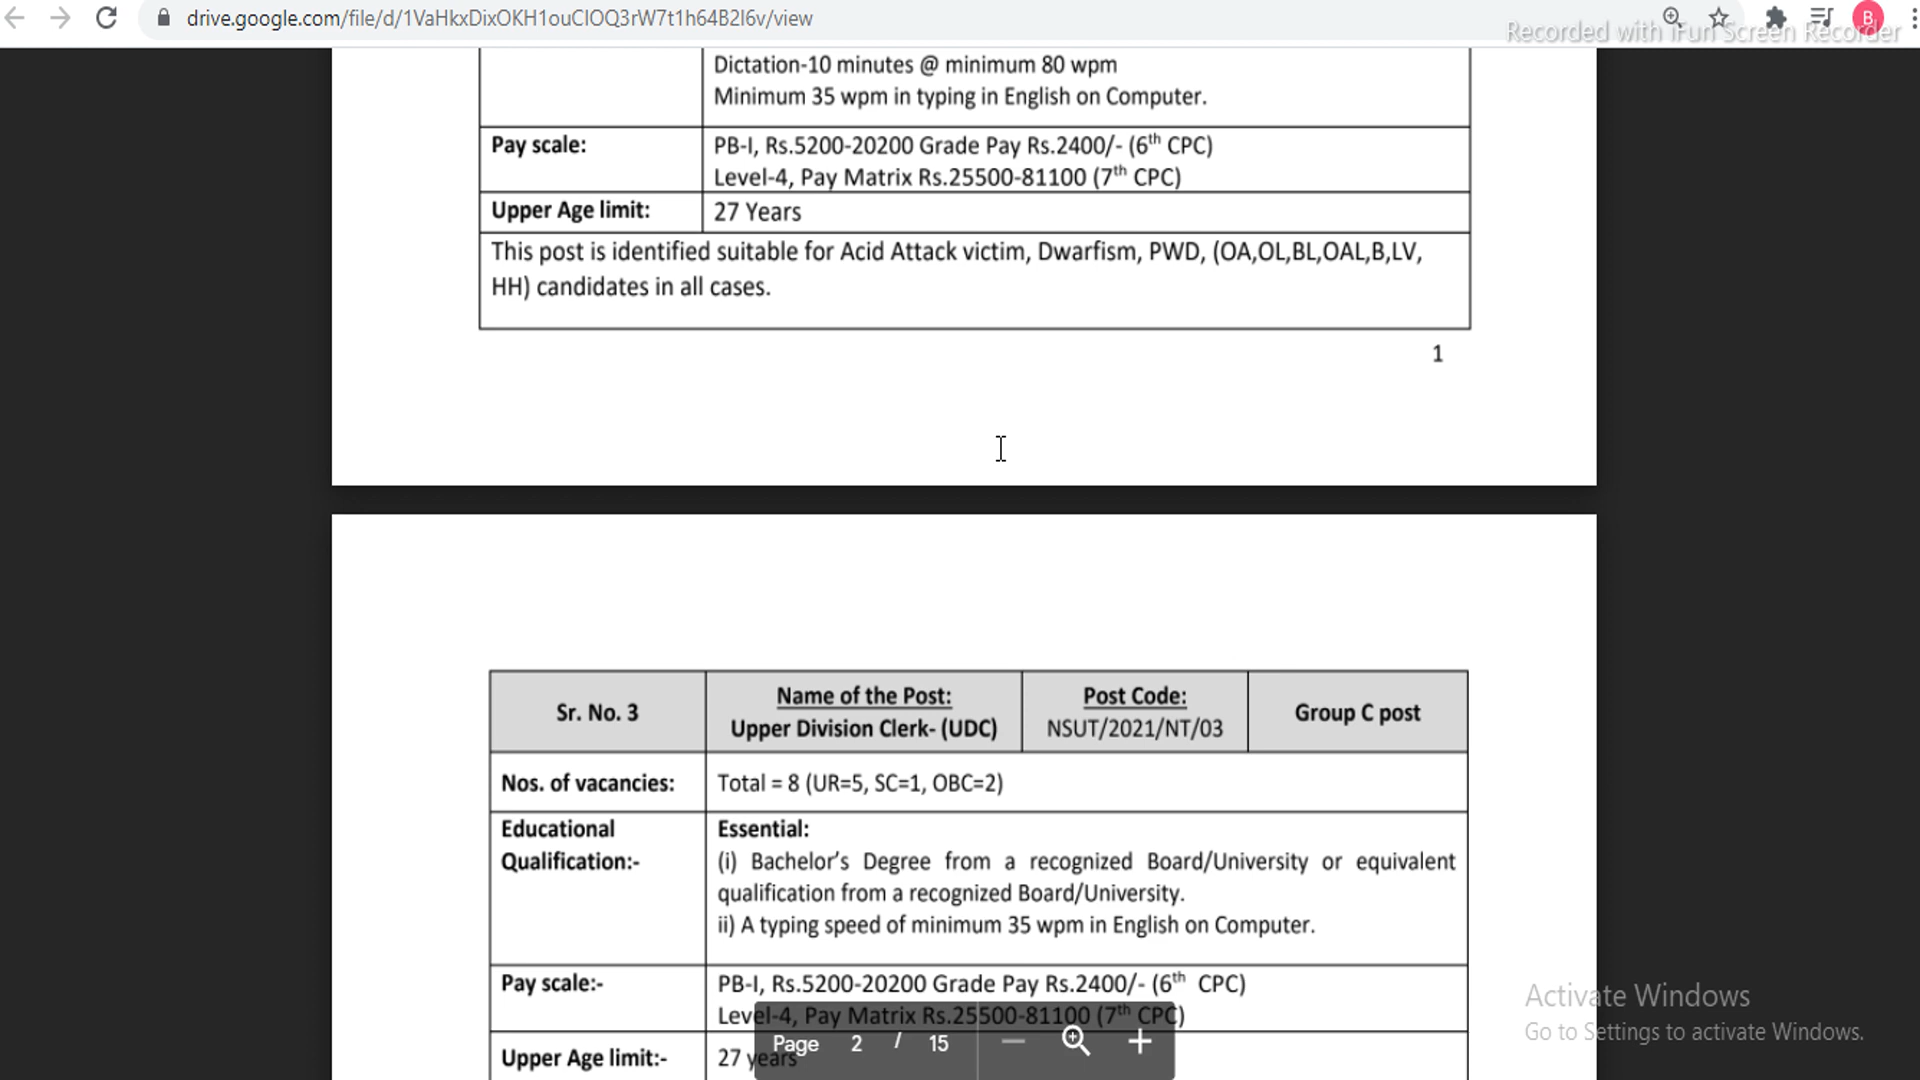 drive.google.com/file/d/1VaHkxDixOKH1ouCIOQ3rW7t1h64B2I6v/view
B
Recorded with iFun Screen Recorder
Dictation-10 minutes @ minimum 80 wpm
Minimum 35 wpm in typing in English on Computer.
Pay scale: PB-I, Rs.5200-20200 Grade Pay Rs.2400/- (6th CPC)
Level-4, Pay Matrix Rs.25500-81100 (7th CPC)
Upper Age limit: 27 Years
This post is identified suitable for Acid Attack victim, Dwarfism, PWD, (OA,OL,BL,OAL,B,LV,
HH) candidates in all cases.
1
Sr. No. 3 Name of the Post: Post Code: Group C post
Upper Division Clerk- (UDC) NSUT/2021/NT/03
Nos. of vacancies: Total = 8 (UR=5, SC=1, OBC=2)
Educational Essential:
Qualification:- (i) Bachelor's Degree from a recognized Board/University or equivalent
qualification from a recognized Board/University.
ii) A typing speed of minimum 35 wpm in English on Computer.
Pay scale:- PB-I, Rs.5200-20200 Grade Pay Rs.2400/- (6th CPC)
Level-4, Pay Matrix Rs.25500-81100 (7th CPC)
Upper Age limit:- 27 years
Page 2 / 15
Activate Windows
Go to Settings to activate Windows.